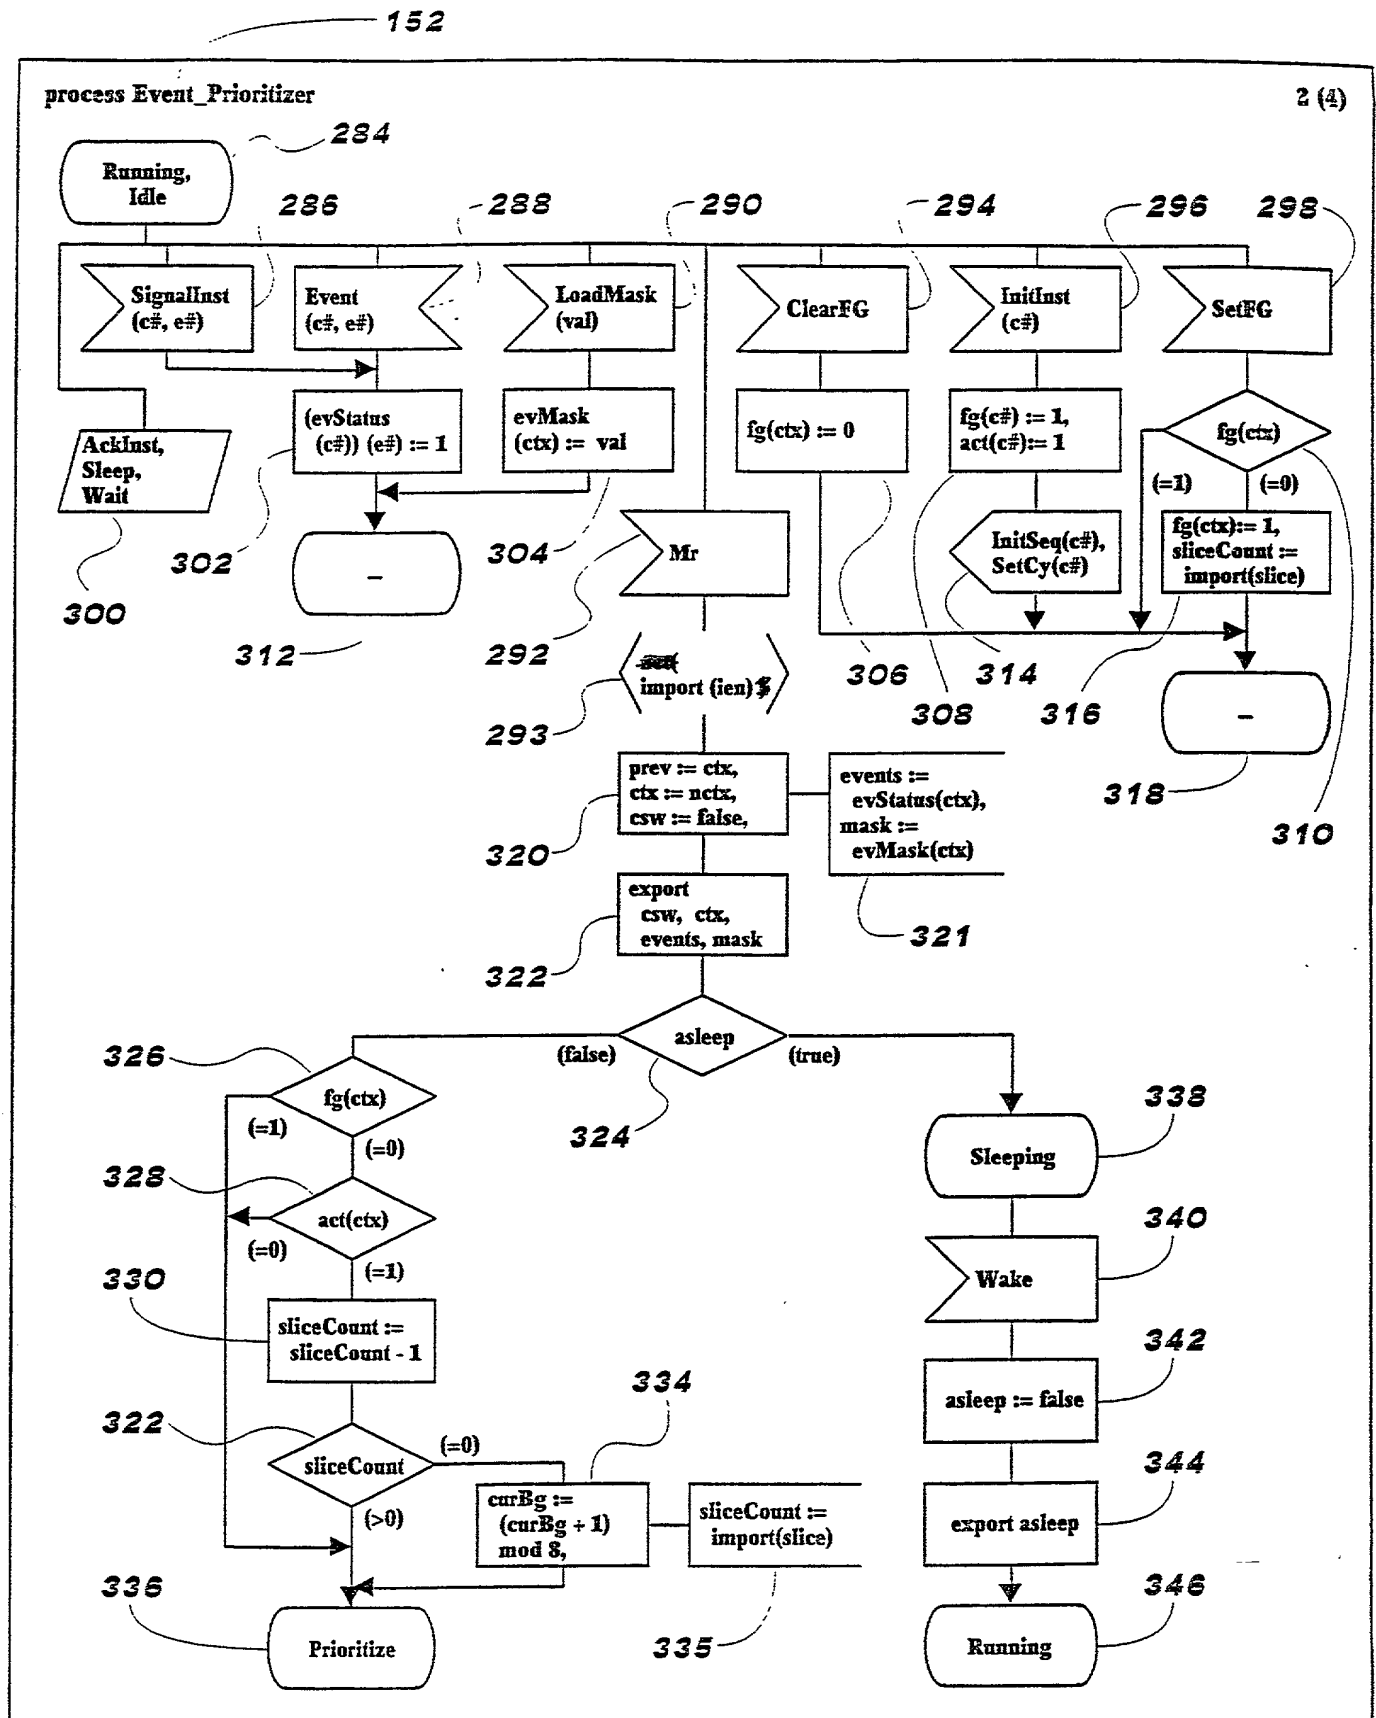 152
process Event_Prioritizer
2 (4)
284
Running,
Idle
286
288
290
294
296
298
SignalInst
(c#, e#)
Event
(c#, e#)
LoadMask
(val)
ClearFG
InitInst
(c#)
SetFG
AckInst,
Sleep,
Wait
(evStatus
(c#)) (e#) := 1
evMask
(ctx) := val
fg(ctx) := 0
fg(c#) := 1,
act(c#):= 1
fg(ctx)
(=1)
(=0)
300
302
304
312
–
Mr
292
InitSeq(c#),
SetCy(c#)
fg(ctx):= 1,
sliceCount :=
import(slice)
306
308
314
316
–
318
310
import (ien)
293
prev := ctx,
ctx := nctx,
csw := false,
320
events :=
evStatus(ctx),
mask :=
evMask(ctx)
321
export
csw, ctx,
events, mask
322
asleep
(false)
(true)
324
326
fg(ctx)
(=1)
(=0)
328
act(ctx)
(=0)
(=1)
330
sliceCount :=
sliceCount - 1
322
sliceCount
(=0)
(>0)
334
curBg :=
(curBg + 1)
mod 8,
sliceCount :=
import(slice)
335
336
Prioritize
338
Sleeping
340
Wake
342
asleep := false
344
export asleep
346
Running